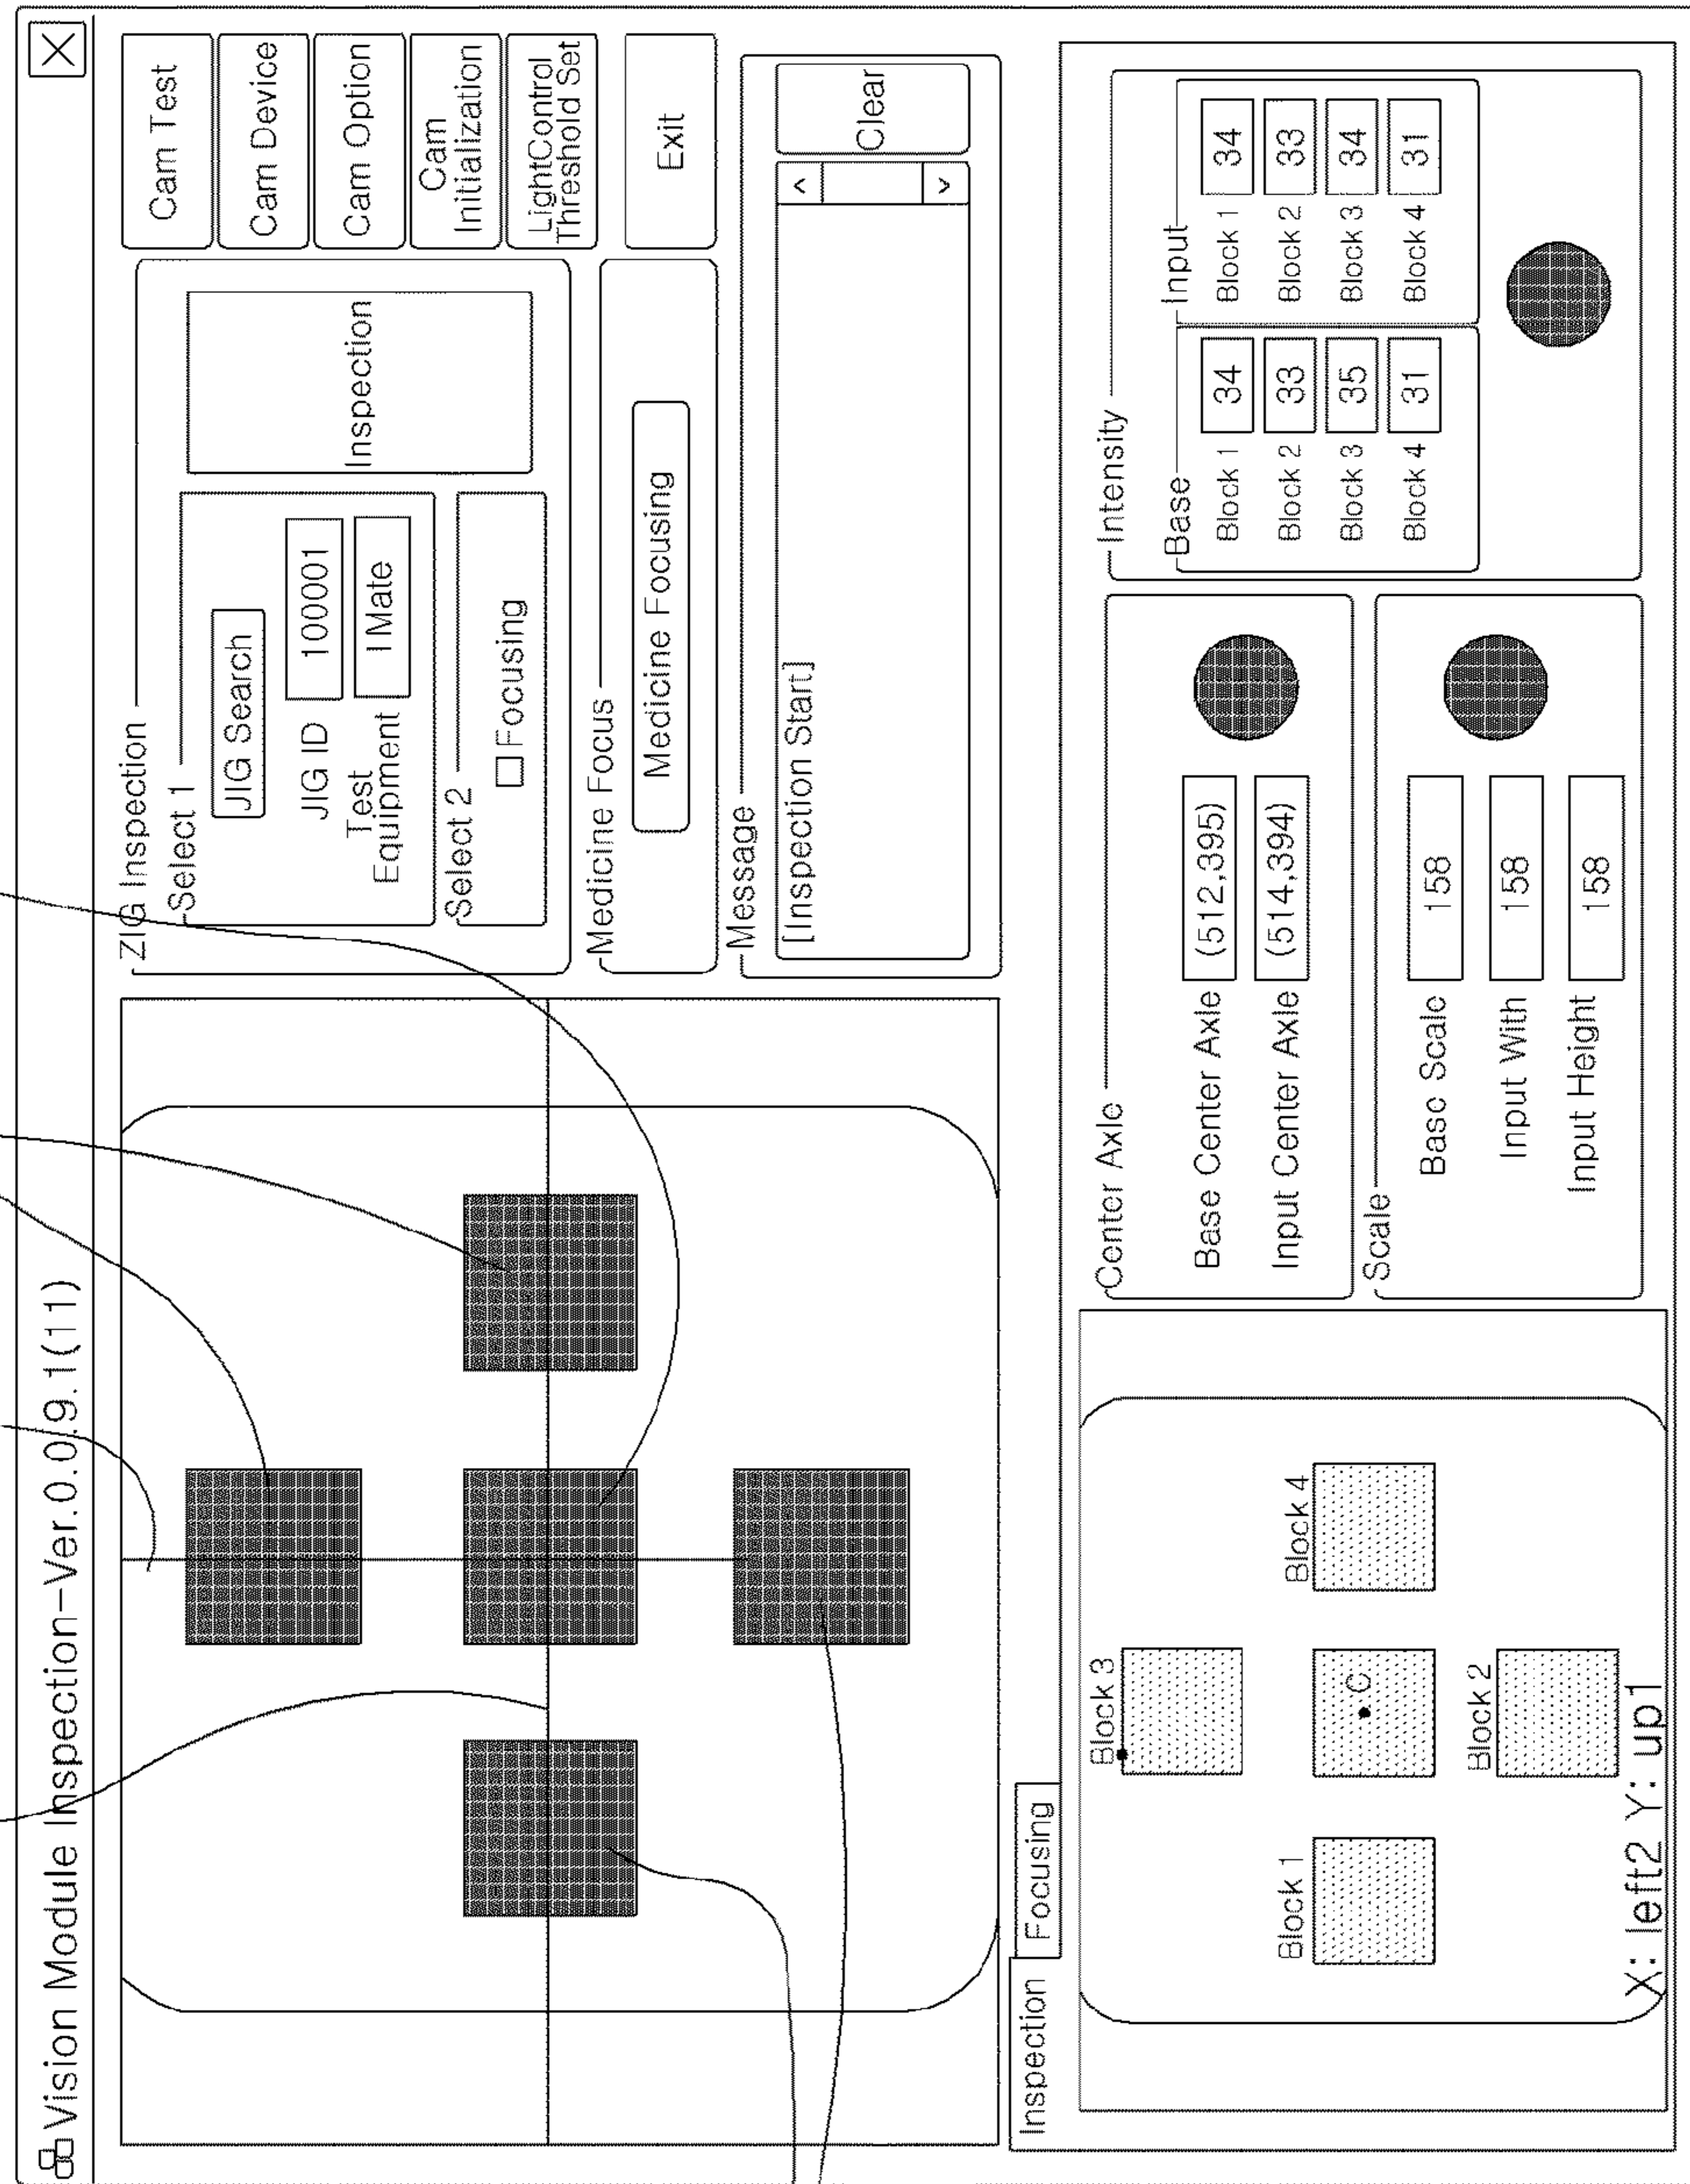 Vision Module Inspection-Ver.0.0.9.1(11)
ZIG Inspection
Select 1
JIG Search
JIG ID 100001
Test
Equipment
1 Mate
Select 2
Focusing
Inspection
Cam Test
Cam Device
Cam Option
Cam
Initialization
LightControl
Threshold Set
Medicine Focus
Medicine Focusing
Exit
Message
[Inspection Start]
Clear
Inspection
Focusing
Block 3
Block 1
C
Block 4
Block 2
X: left2 Y: up1
Center Axle
Base Center Axle (512,395)
Input Center Axle (514,394)
Scale
Base Scale 158
Input With 158
Input Height 158
Intensity
Base
Block 1 34
Block 2 33
Block 3 35
Block 4 31
Input
Block 1 34
Block 2 33
Block 3 34
Block 4 31